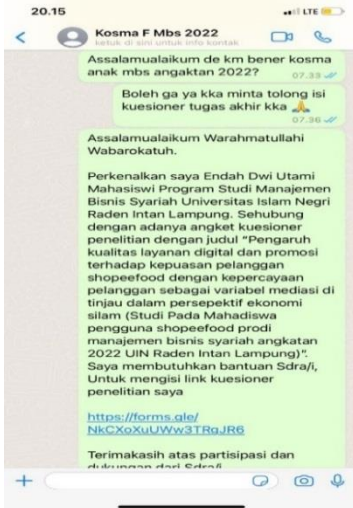 20.15
LTE
Kosma F Mbs 2022
ketuk di sini untuk info kontak
Assalamualaikum de km bener kosma
anak mbs angaktan 2022?
07.33
Boleh ga ya kka minta tolong isi
kuesioner tugas akhir kka 🙏
07.36
Assalamualaikum Warahmatullahi
Wabarokatuh.
Perkenalkan saya Endah Dwi Utami
Mahasiswi Program Studi Manajemen
Bisnis Syariah Universitas Islam Negri
Raden Intan Lampung. Sehubung
dengan adanya angket kuesioner
penelitian dengan judul "Pengaruh
kualitas layanan digital dan promosi
terhadap kepuasan pelanggan
shopeefood dengan kepercayaan
pelanggan sebagai variabel mediasi di
tinjau dalam persepektif ekonomi
silam (Studi Pada Mahadiswa
pengguna shopeefood prodi
manajemen bisnis syariah angkatan
2022 UIN Raden Intan Lampung)".
Saya membutuhkan bantuan Sdra/i,
Untuk mengisi link kuesioner
penelitian saya
https://forms.gle/
NkCXoXuUWw3TRqJR6
Terimakasih atas partisipasi dan
dukungan dari Sdra/i